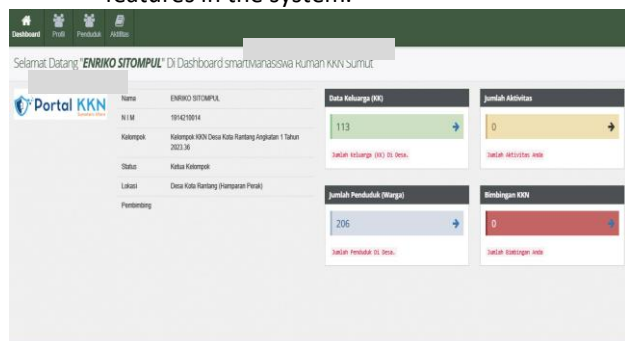 features in the system.
Dashboard Profil Penduduk Aktifitas
Selamat Datang "ENRIKO SITOMPUL" Di Dashboard smartMahasiswa Rumah KKN Sumut
Portal KKN
Sumatera Utara
Nama ENRIKO SITOMPUL
N I M 1914210014
Kelompok Kelompok KKN Desa Kota Rantang Angkatan 1 Tahun
2023.36
Status Ketua Kelompok
Lokasi Desa Kota Rantang (Hamparan Perak)
Pembimbing
Data Keluarga (KK)
113
Jumlah Keluarga (KK) Di Desa.
Jumlah Aktivitas
0
Jumlah Aktifitas Anda
Jumlah Penduduk (Warga)
206
Jumlah Penduduk Di Desa.
Bimbingan KKN
0
Jumlah Bimbingan Anda